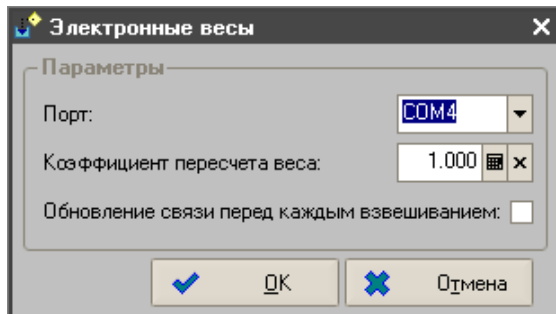 Электронные весы
Параметры
Порт: COM4
Коэффициент пересчета веса: 1.000
Обновление связи перед каждым взвешиванием:
OK Отмена